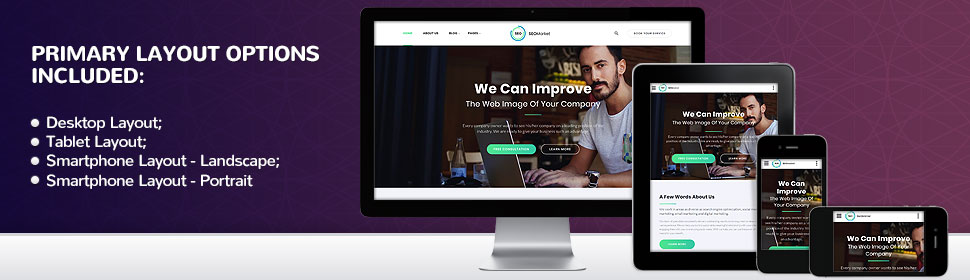 PRIMARY LAYOUT OPTIONS
INCLUDED:
Desktop Layout;
Tablet Layout;
Smartphone Layout - Landscape;
Smartphone Layout - Portrait
HOME ABOUT US BLOG PAGES
SEO SEOMarket
BOOK YOUR SERVICE
We Can Improve
The Web Image Of Your Company
Every company owner wants to see his/her company on a leading position of the
industry. We are ready to give your business such an advantage.
FREE CONSULTATION LEARN MORE
We Can Improve
The Web Image Of Your Company
FREE CONSULTATION LEARN MORE
A Few Words About Us
LEARN MORE
We Can
Improve
The Web Image Of
Your Company
We Can Improve
The Web Image Of Your
Company
Every company owner wants to see his/her